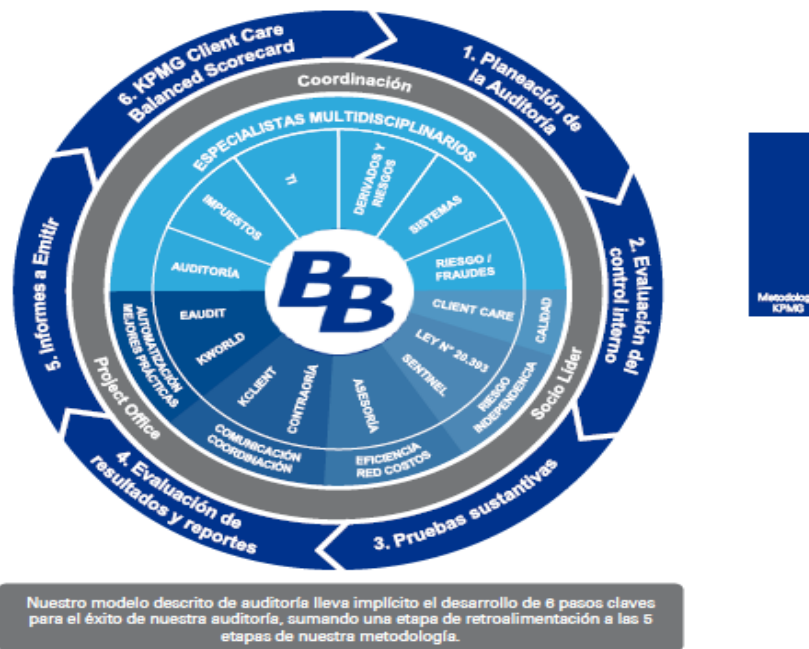 6. KPMG Client Care
Balanced Scorecard
1. Planeación de
la Auditoría
2. Evaluación del
control interno
3. Pruebas sustantivas
4. Evaluación de
resultados y reportes
5. Informes a Emitir
Coordinación
Socio Líder
Project Office
ESPECIALISTAS MULTIDISCIPLINARIOS
AUDITORÍA
IMPUESTOS
TI
DERIVADOS Y
RIESGOS
SISTEMAS
RIESGO /
FRAUDES
CLIENT CARE
CALIDAD
LEY N° 20.393
SENTINEL
RIESGO
INDEPENDENCIA
ASESORÍA
EFICIENCIA
RED COSTOS
CONTRAORÍA
KCLIENT
COMUNICACIÓN
COORDINACIÓN
KWORLD
EAUDIT
AUTOMATIZACIÓN
MEJORES PRÁCTICAS
BB
KPMG
Nuestro modelo descrito de auditoría lleva implícito el desarrollo de 6 pasos claves
para el éxito de nuestra auditoría, sumando una etapa de retroalimentación a las 5
etapas de nuestra metodología.